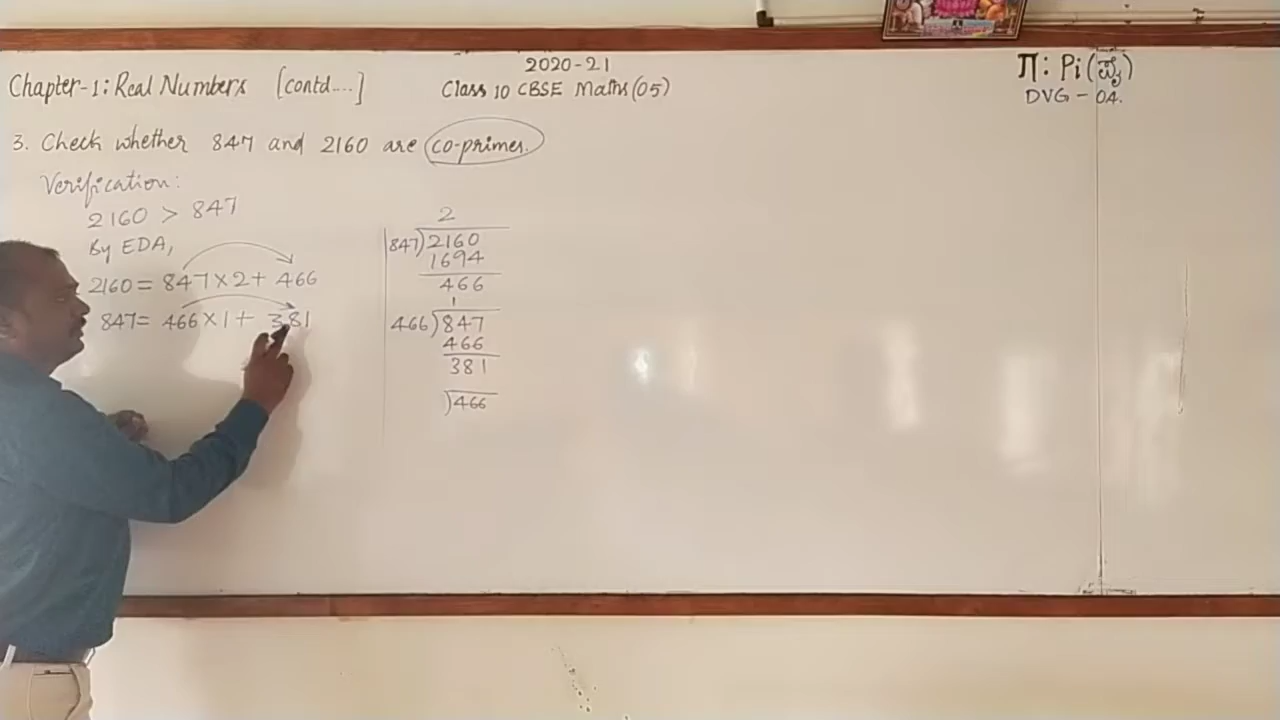 2020-21
Chapter-1: Real Numbers [contd....]
Class 10 CBSE Maths (05)
π: Pi (ಪೈ)
DVG - 04.
3. Check whether 847 and 2160 are co-primes.
Verification:
2160 > 847
By EDA,
2160 = 847 × 2 + 466
847 = 466 × 1 + 381
2
847)2160
1694
466
1
466)847
466
381
)466